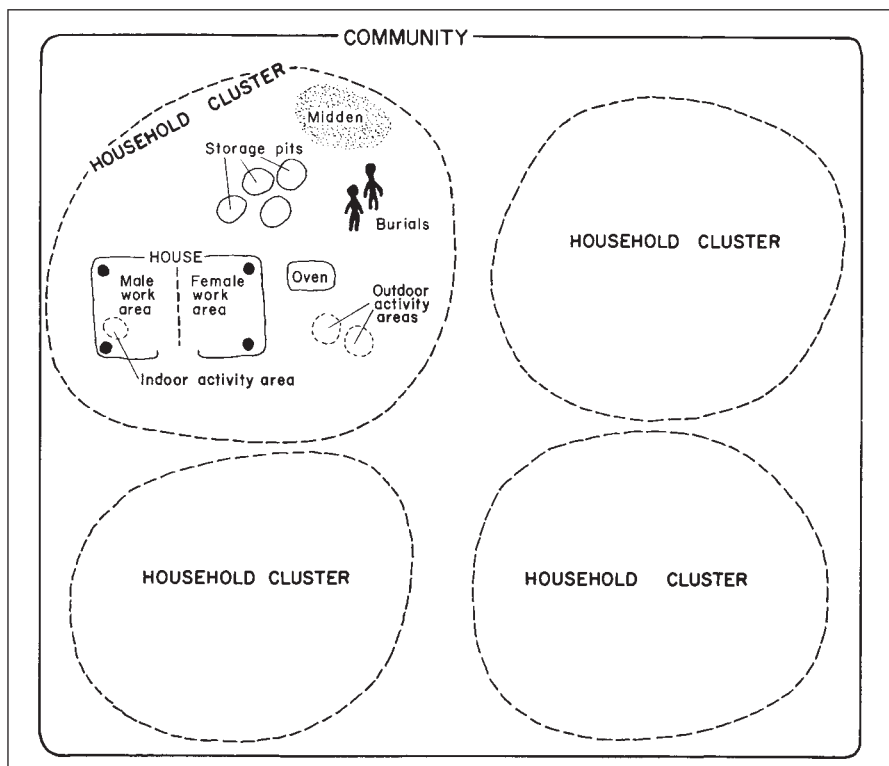 COMMUNITY
HOUSEHOLD CLUSTER
Midden
Storage pits
Burials
HOUSE
Male
work
area
Female
work
area
Oven
Outdoor
activity
areas
Indoor activity area
HOUSEHOLD CLUSTER
HOUSEHOLD CLUSTER
HOUSEHOLD CLUSTER